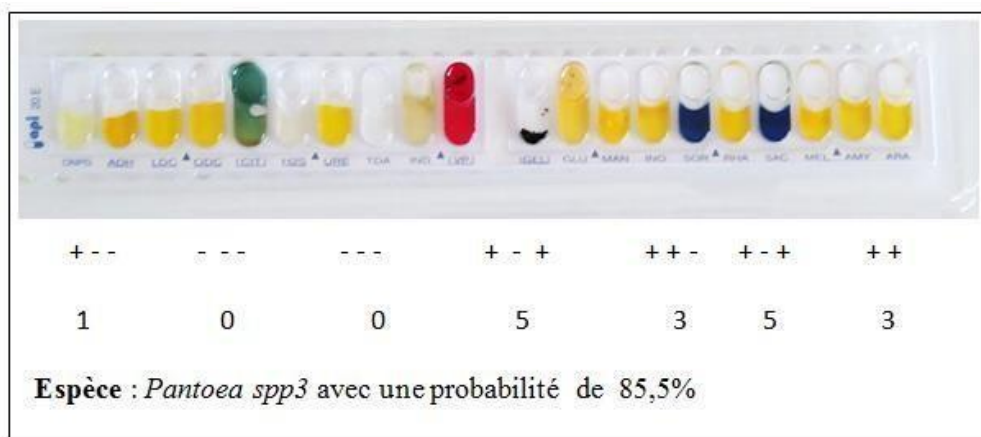 api 20 E
ONPG ADH LDC ODC |CIT| H2S URE TDA IND |VP| |GEL| GLU MAN INO SOR RHA SAC MEL AMY ARA
+ - - - - - - - - + - + + + - + - + + +
1 0 0 5 3 5 3
Espèce : Pantoea spp3 avec une probabilité de 85,5%